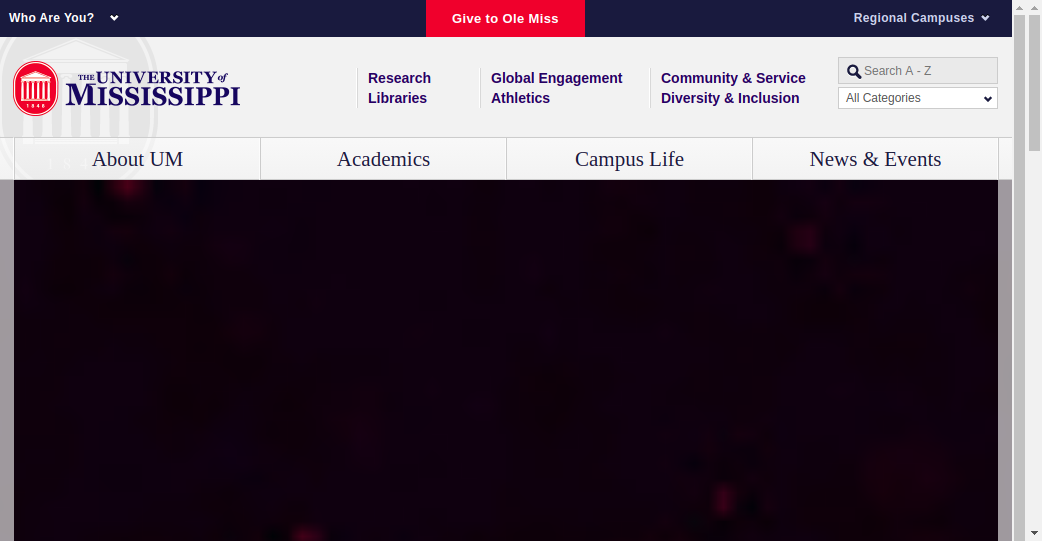 Who Are You?
Give to Ole Miss
Regional Campuses
THE UNIVERSITY of
MISSISSIPPI
1848
Research
Libraries
Global Engagement
Athletics
Community & Service
Diversity & Inclusion
Search A - Z
All Categories
About UM
Academics
Campus Life
News & Events